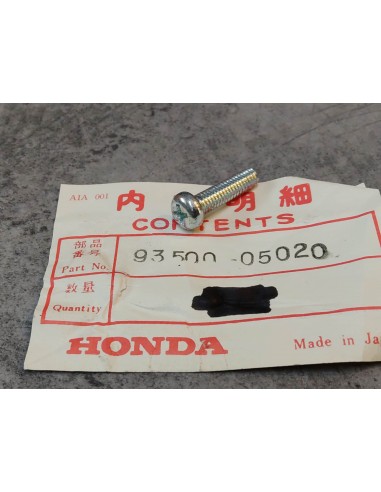 AIA 001
内 明細
CONTENTS
部品番号
Part No. 93500-05020
数量
Quantity
HONDA Made in Jap